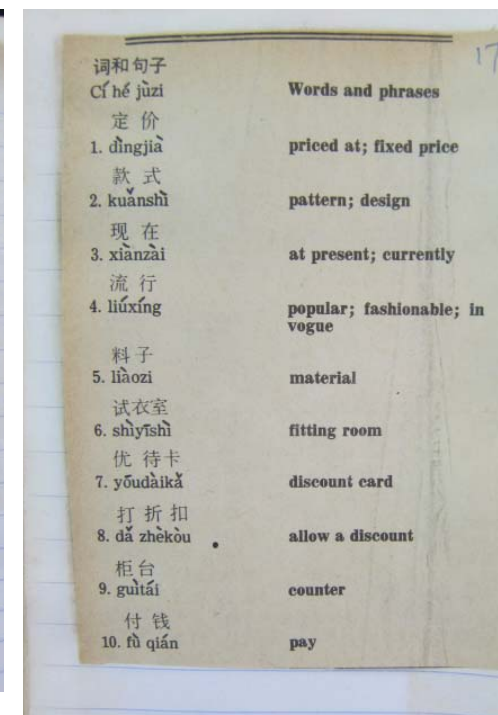 17
词和句子
Cí hé jùzi Words and phrases
定价
1. dìngjià priced at; fixed price
款式
2. kuǎnshì pattern; design
现在
3. xiànzài at present; currently
流行
4. liúxíng popular; fashionable; in
vogue
料子
5. liàozi material
试衣室
6. shìyīshì fitting room
优待卡
7. yōudàikǎ discount card
打折扣
8. dǎ zhèkòu allow a discount
柜台
9. guìtái counter
付钱
10. fù qián pay